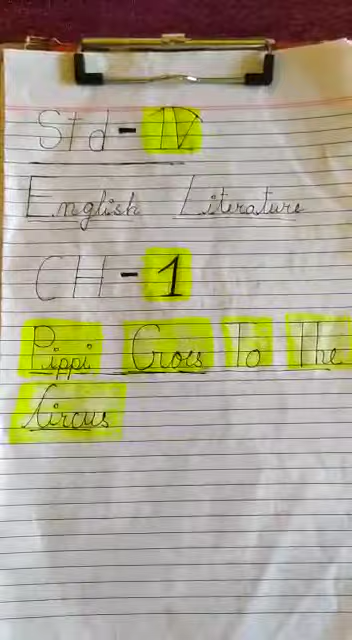 Std - IV
English Literature
CH - 1
Pippi Goes To The
Circus